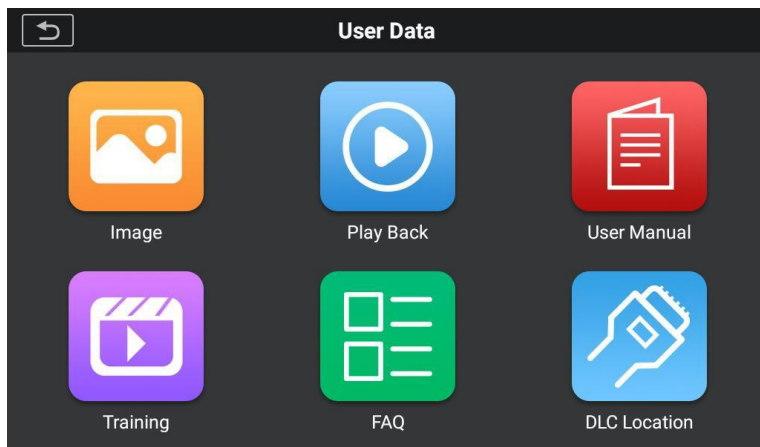 User Data
Image
Play Back
User Manual
Training
FAQ
DLC Location